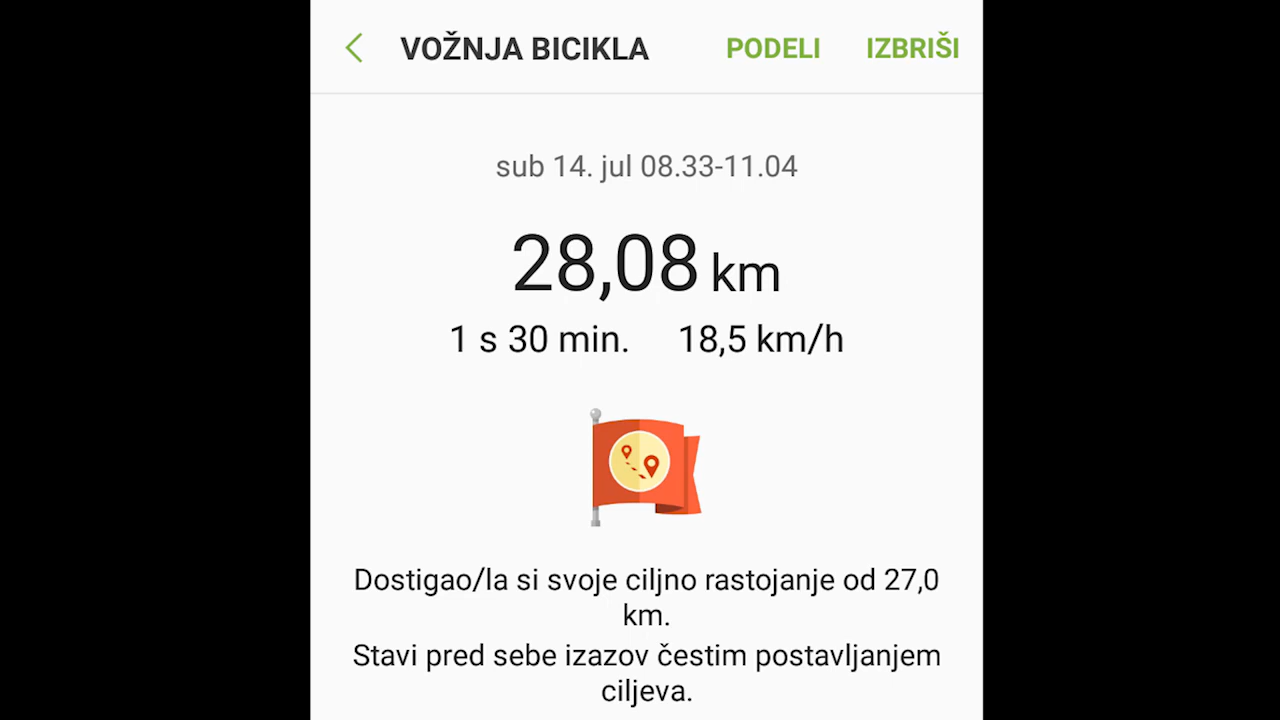 VOŽNJA BICIKLA PODELI IZBRIŠI
sub 14. jul 08.33-11.04
28,08 km
1 s 30 min. 18,5 km/h
Dostigao/la si svoje ciljno rastojanje od 27,0
km.
Stavi pred sebe izazov čestim postavljanjem
ciljeva.